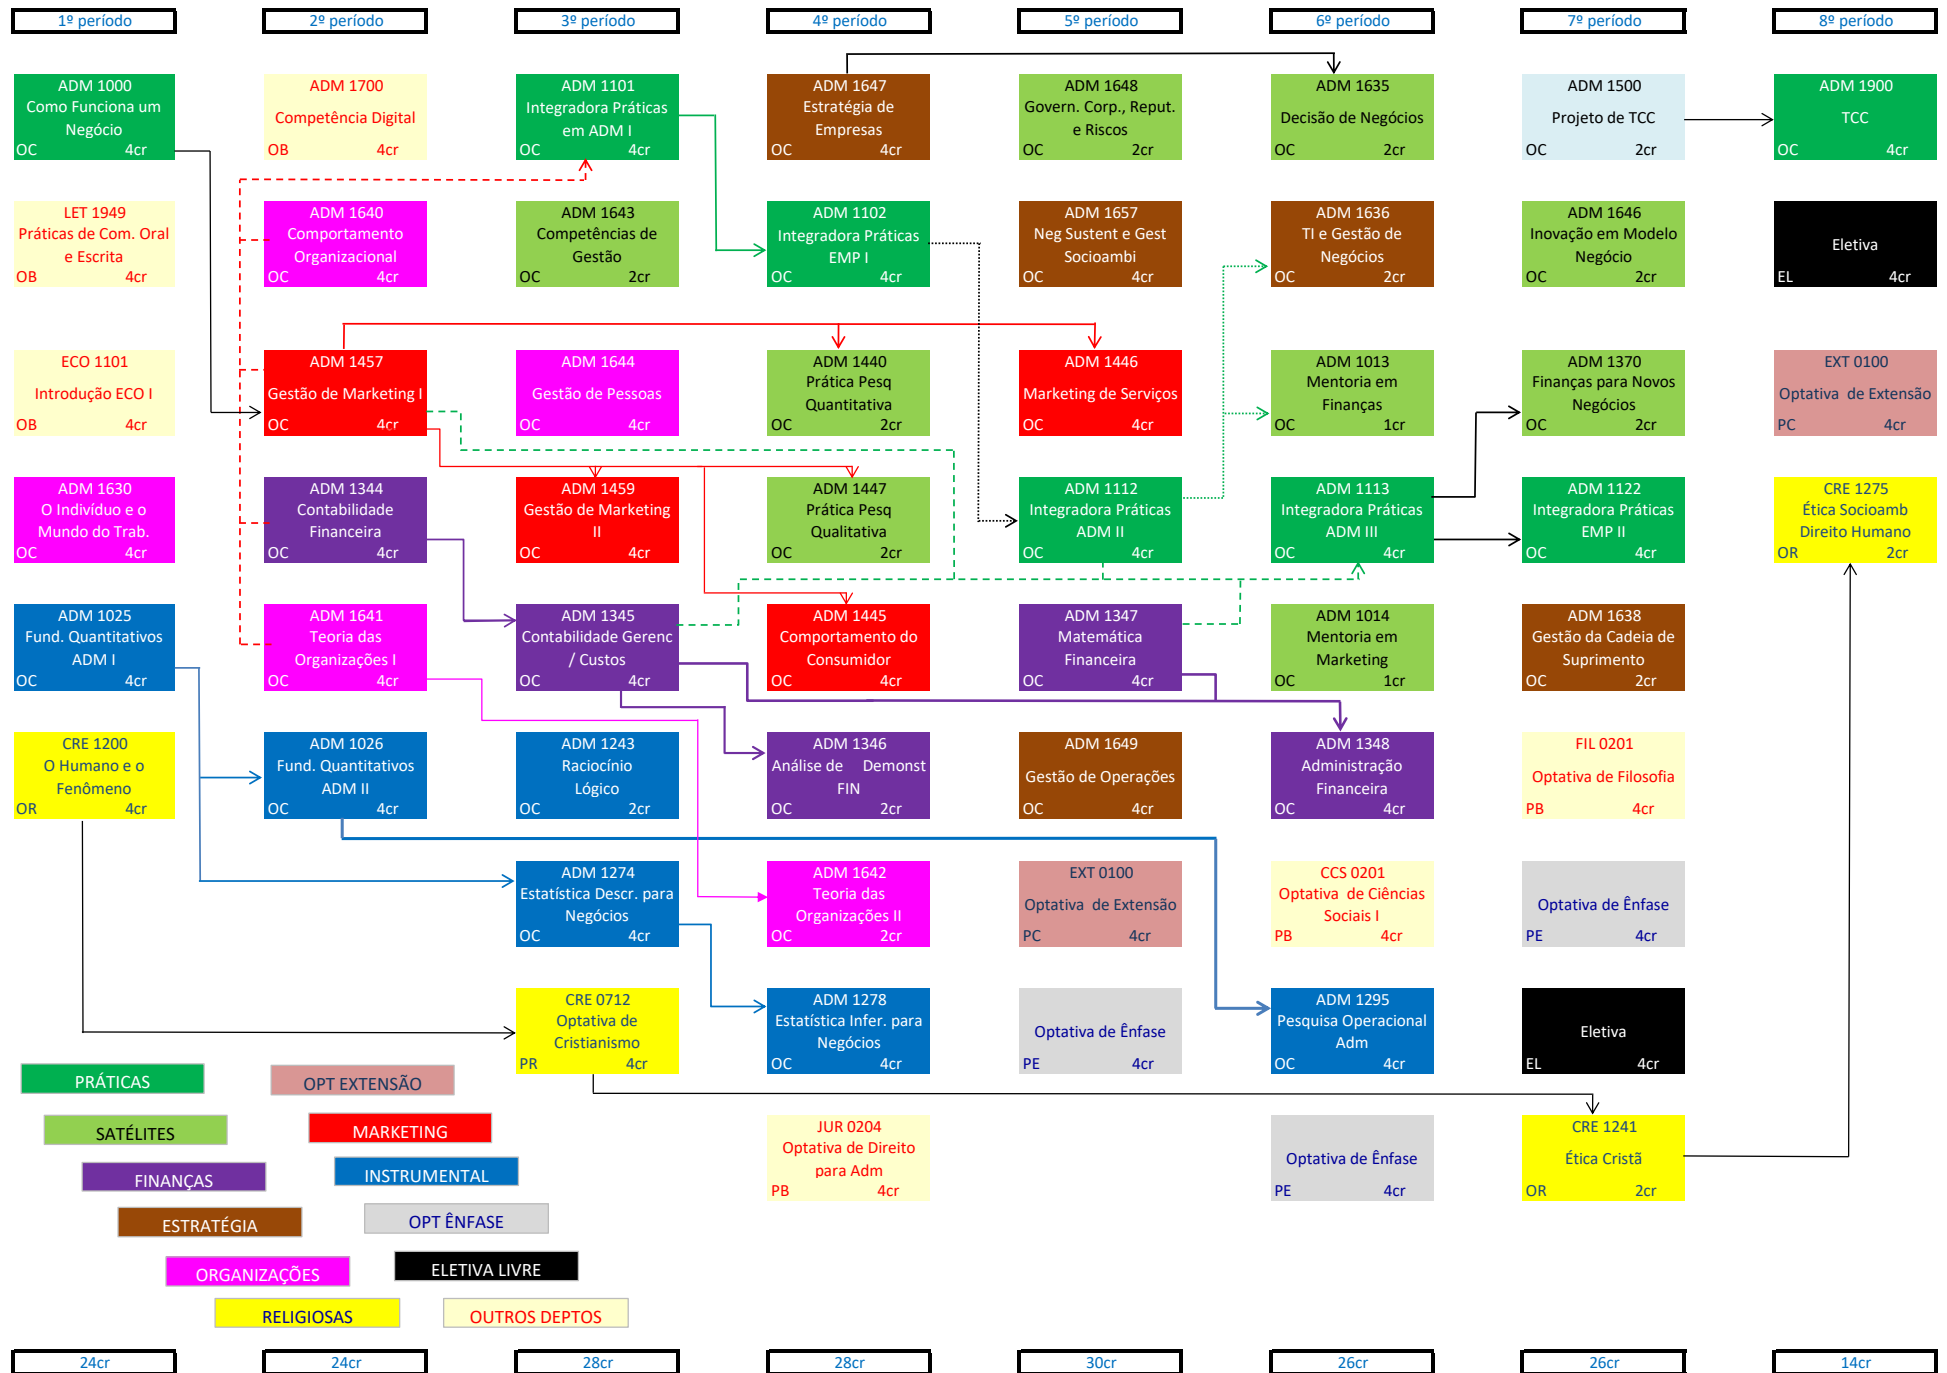 1º período
2º período
3º período
4º período
5º período
6º período
7º período
8º período
ADM 1000
Como Funciona um
Negócio
OC 4cr
ADM 1700
Competência Digital
OB 4cr
ADM 1101
Integradora Práticas
em ADM I
OC 4cr
ADM 1647
Estratégia de
Empresas
OC 4cr
ADM 1648
Govern. Corp., Reput.
e Riscos
OC 2cr
ADM 1635
Decisão de Negócios
OC 2cr
ADM 1500
Projeto de TCC
OC 2cr
ADM 1900
TCC
OC 4cr
LET 1949
Práticas de Com. Oral
e Escrita
OB 4cr
ADM 1640
Comportamento
Organizacional
OC 4cr
ADM 1643
Competências de
Gestão
OC 2cr
ADM 1102
Integradora Práticas
EMP I
OC 4cr
ADM 1657
Neg Sustent e Gest
Socioambi
OC 4cr
ADM 1636
TI e Gestão de
Negócios
OC 2cr
ADM 1646
Inovação em Modelo
Negócio
OC 2cr
Eletiva
EL 4cr
ECO 1101
Introdução ECO I
OB 4cr
ADM 1457
Gestão de Marketing I
OC 4cr
ADM 1644
Gestão de Pessoas
OC 4cr
ADM 1440
Prática Pesq
Quantitativa
OC 2cr
ADM 1446
Marketing de Serviços
OC 4cr
ADM 1013
Mentoria em
Finanças
OC 1cr
ADM 1370
Finanças para Novos
Negócios
OC 2cr
EXT 0100
Optativa de Extensão
PC 4cr
ADM 1630
O Indivíduo e o
Mundo do Trab.
OC 4cr
ADM 1344
Contabilidade
Financeira
OC 4cr
ADM 1459
Gestão de Marketing
II
OC 4cr
ADM 1447
Prática Pesq
Qualitativa
OC 2cr
ADM 1112
Integradora Práticas
ADM II
OC 4cr
ADM 1113
Integradora Práticas
ADM III
OC 4cr
ADM 1122
Integradora Práticas
EMP II
OC 4cr
CRE 1275
Ética Socioamb
Direito Humano
OR 2cr
ADM 1025
Fund. Quantitativos
ADM I
OC 4cr
ADM 1641
Teoria das
Organizações I
OC 4cr
ADM 1345
Contabilidade Gerenc
/ Custos
OC 4cr
ADM 1445
Comportamento do
Consumidor
OC 4cr
ADM 1347
Matemática
Financeira
OC 4cr
ADM 1014
Mentoria em
Marketing
OC 1cr
ADM 1638
Gestão da Cadeia de
Suprimento
OC 2cr
CRE 1200
O Humano e o
Fenômeno
OR 4cr
ADM 1026
Fund. Quantitativos
ADM II
OC 4cr
ADM 1243
Raciocínio
Lógico
OC 2cr
ADM 1346
Análise de Demonst
FIN
OC 2cr
ADM 1649
Gestão de Operações
OC 4cr
ADM 1348
Administração
Financeira
OC 4cr
FIL 0201
Optativa de Filosofia
PB 4cr
ADM 1274
Estatística Descr. para
Negócios
OC 4cr
ADM 1642
Teoria das
Organizações II
OC 2cr
EXT 0100
Optativa de Extensão
PC 4cr
CCS 0201
Optativa de Ciências
Sociais I
PB 4cr
Optativa de Ênfase
PE 4cr
CRE 0712
Optativa de
Cristianismo
PR 4cr
ADM 1278
Estatística Infer. para
Negócios
OC 4cr
Optativa de Ênfase
PE 4cr
ADM 1295
Pesquisa Operacional
Adm
OC 4cr
Eletiva
EL 4cr
JUR 0204
Optativa de Direito
para Adm
PB 4cr
Optativa de Ênfase
PE 4cr
CRE 1241
Ética Cristã
OR 2cr
PRÁTICAS
OPT EXTENSÃO
SATÉLITES
MARKETING
FINANÇAS
INSTRUMENTAL
ESTRATÉGIA
OPT ÊNFASE
ORGANIZAÇÕES
ELETIVA LIVRE
RELIGIOSAS
OUTROS DEPTOS
24cr
24cr
28cr
28cr
30cr
26cr
26cr
14cr